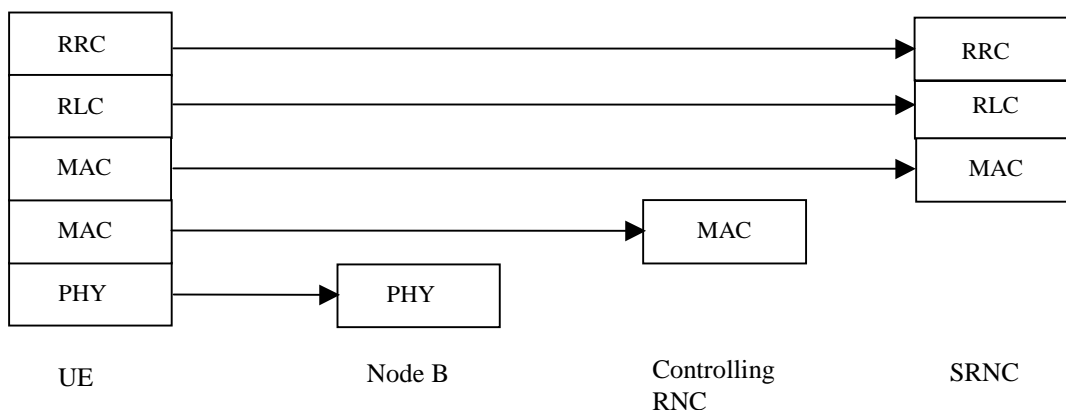 RRC RRC
RLC RLC
MAC MAC
MAC MAC
PHY PHY
UE Node B Controlling SRNC
RNC